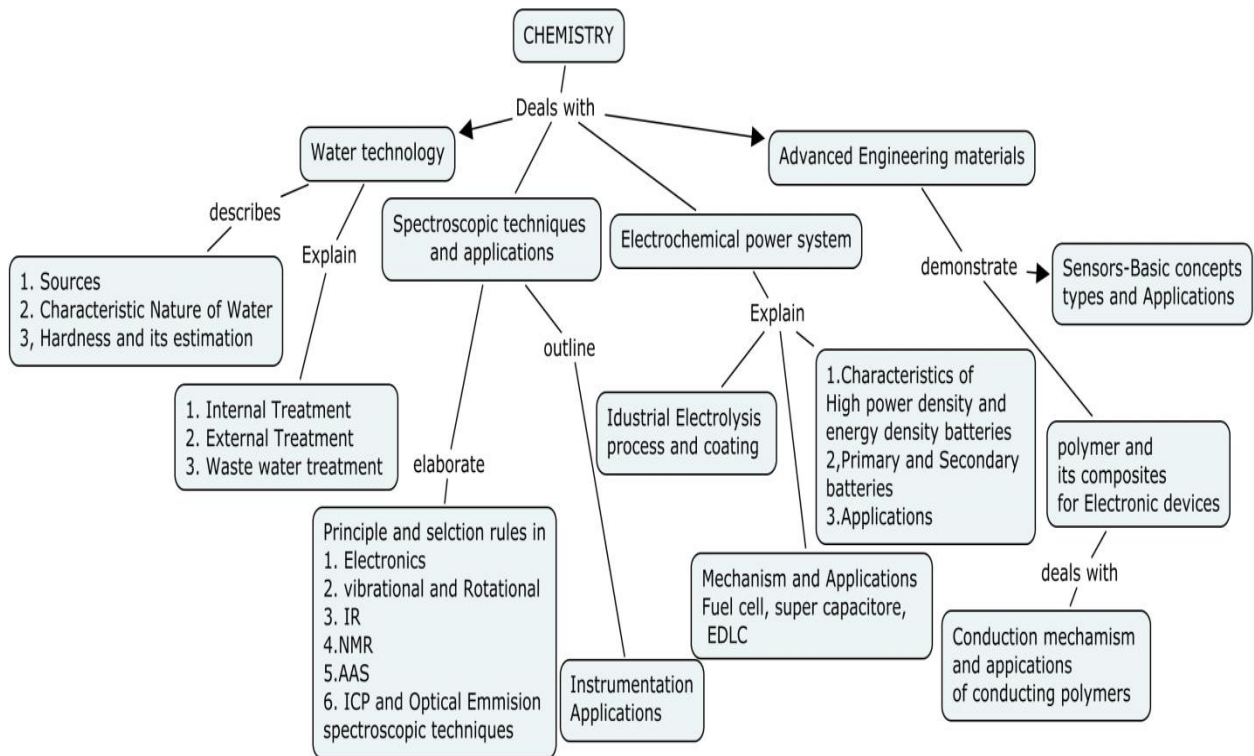 CHEMISTRY
Deals with
Water technology
Advanced Engineering materials
describes
Explain
Spectroscopic techniques
and applications
Electrochemical power system
demonstrate
Sensors-Basic concepts
types and Applications
1. Sources
2. Characteristic Nature of Water
3, Hardness and its estimation
1. Internal Treatment
2. External Treatment
3. Waste water treatment
elaborate
outline
Explain
Idustrial Electrolysis
process and coating
1.Characteristics of
High power density and
energy density batteries
2,Primary and Secondary
batteries
3.Applications
polymer and
its composites
for Electronic devices
Principle and selction rules in
1. Electronics
2. vibrational and Rotational
3. IR
4.NMR
5.AAS
6. ICP and Optical Emmision
spectroscopic techniques
Instrumentation
Applications
Mechanism and Applications
Fuel cell, super capacitore,
EDLC
deals with
Conduction mechamism
and appications
of conducting polymers